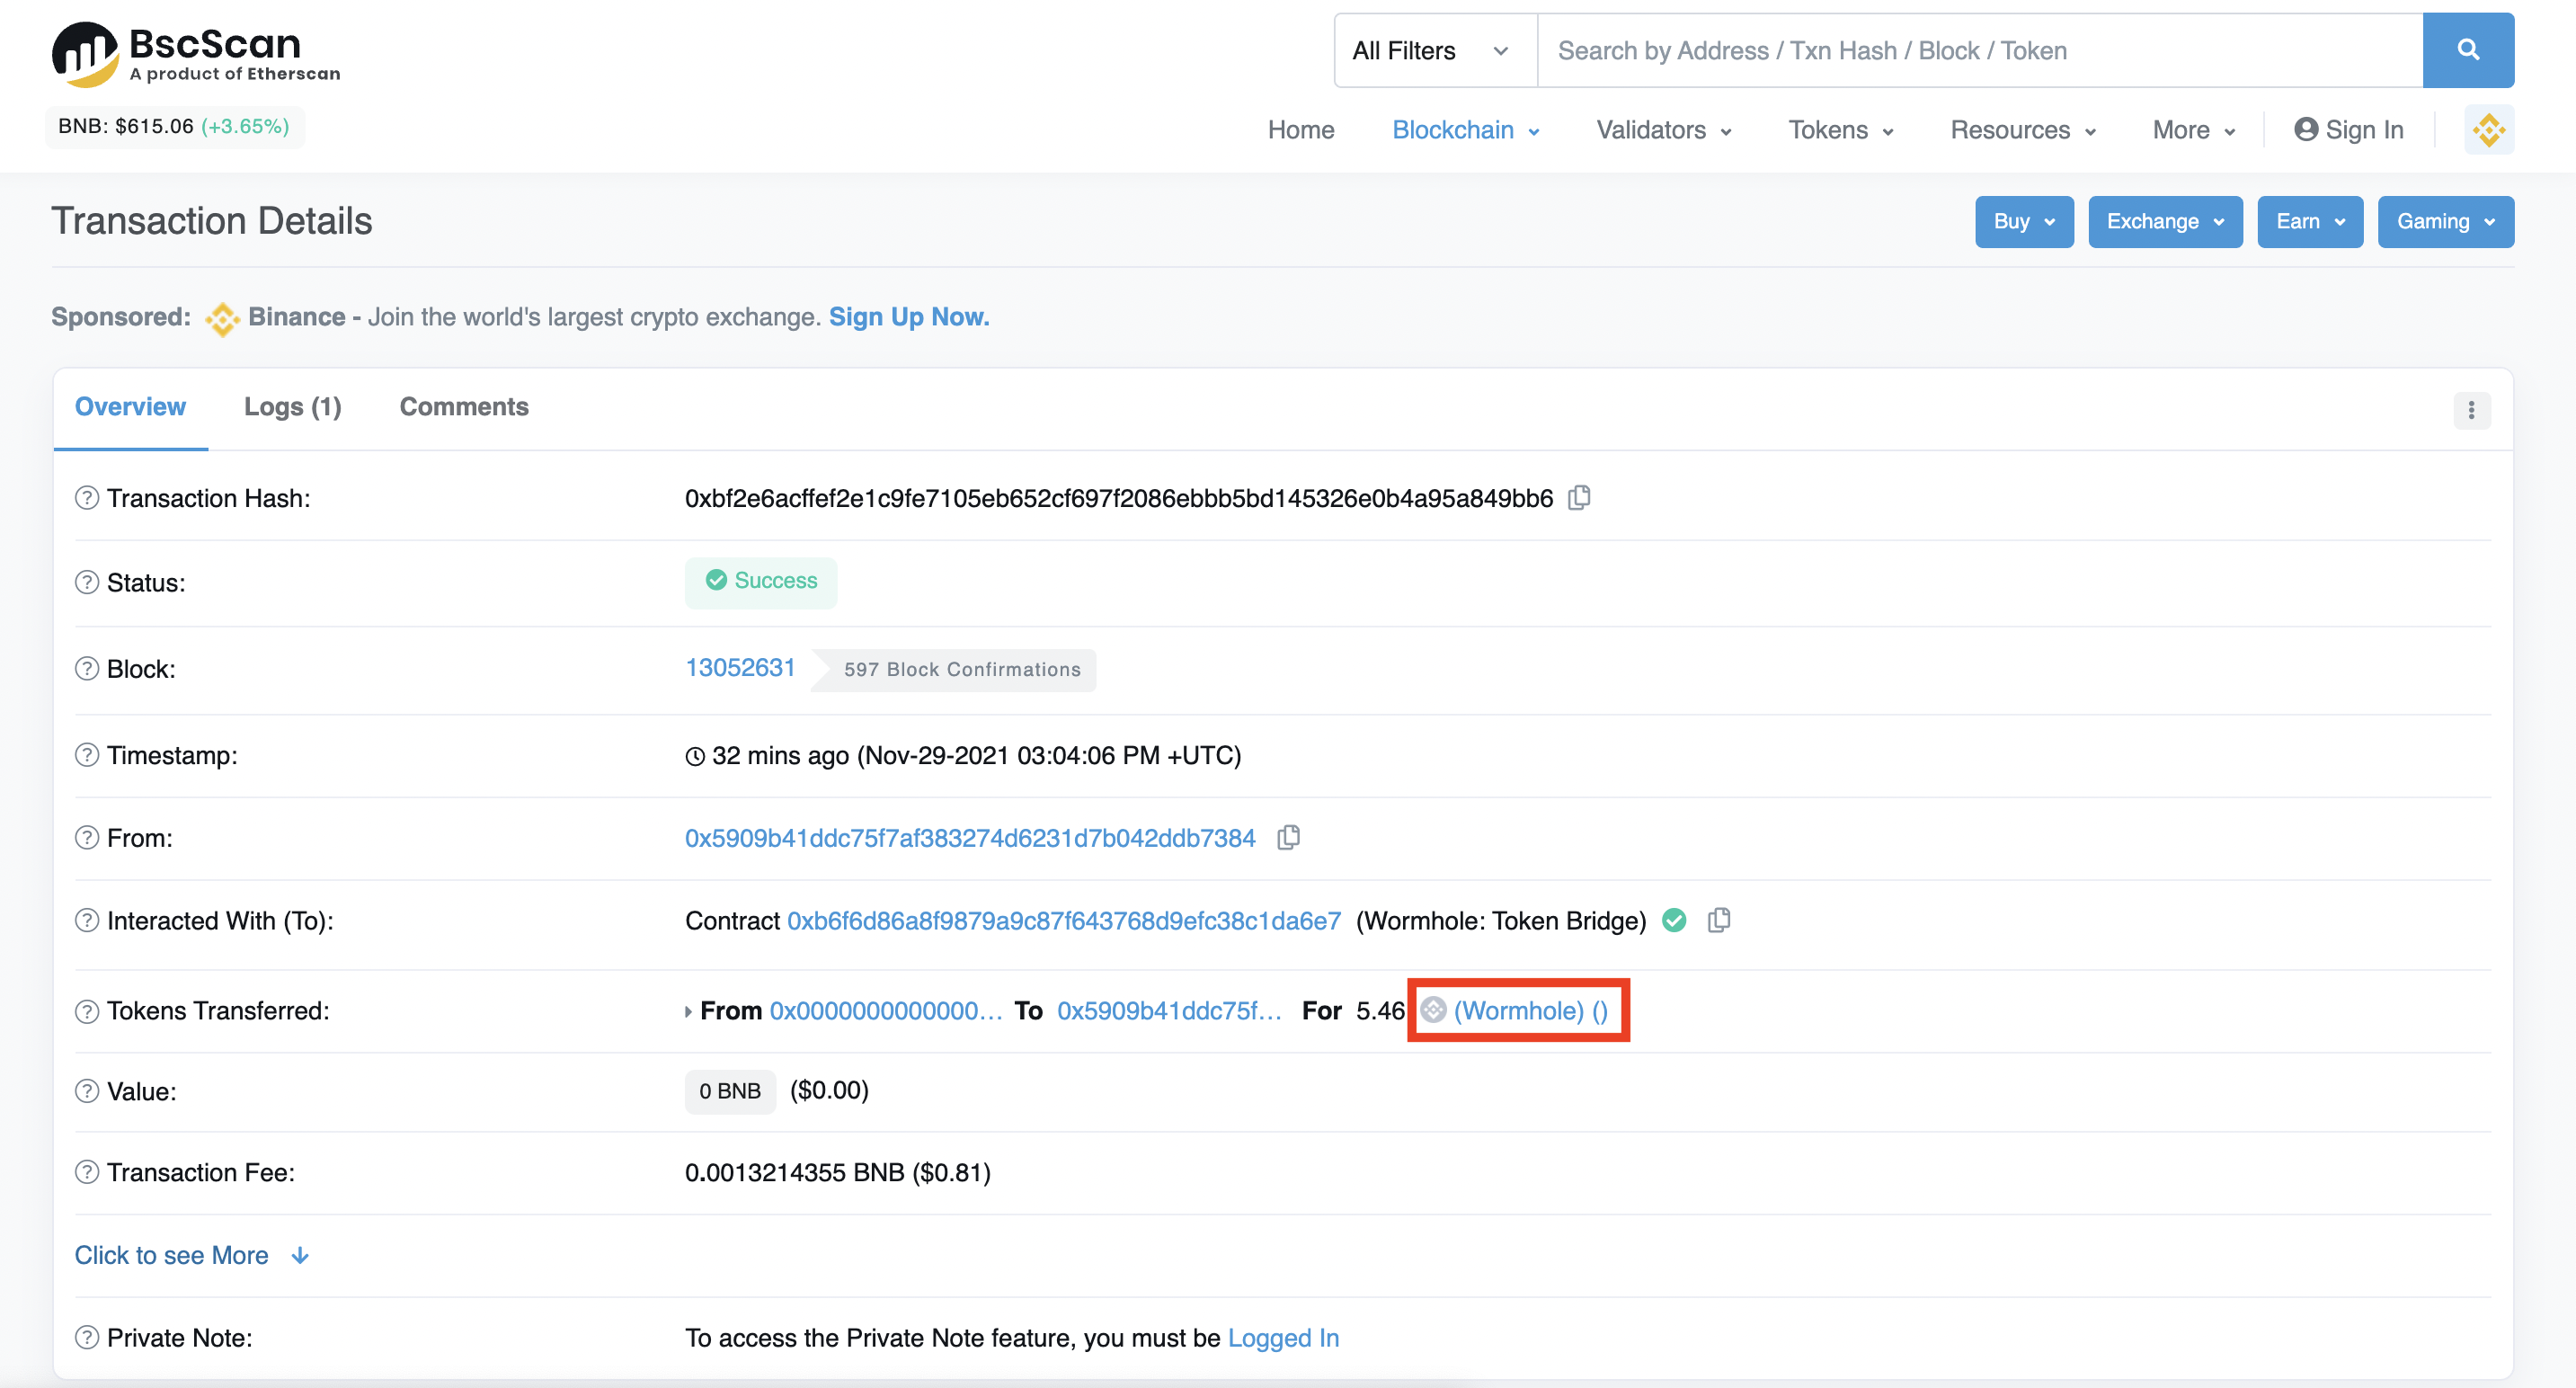 BscScan
A product of Etherscan
All Filters
Search by Address / Txn Hash / Block / Token
BNB: $615.06 (+3.65%)
Home Blockchain Validators Tokens Resources More Sign In
Transaction Details
Buy Exchange Earn Gaming
Sponsored: Binance - Join the world's largest crypto exchange. Sign Up Now.
Overview Logs (1) Comments
Transaction Hash: 0xbf2e6acffef2e1c9fe7105eb652cf697f2086ebbb5bd145326e0b4a95a849bb6
Status: Success
Block: 13052631 597 Block Confirmations
Timestamp: 32 mins ago (Nov-29-2021 03:04:06 PM +UTC)
From: 0x5909b41ddc75f7af383274d6231d7b042ddb7384
Interacted With (To): Contract 0xb6f6d86a8f9879a9c87f643768d9efc38c1da6e7 (Wormhole: Token Bridge)
Tokens Transferred: From 0x0000000000000... To 0x5909b41ddc75f... For 5.46 (Wormhole) ()
Value: 0 BNB ($0.00)
Transaction Fee: 0.0013214355 BNB ($0.81)
Click to see More
Private Note: To access the Private Note feature, you must be Logged In